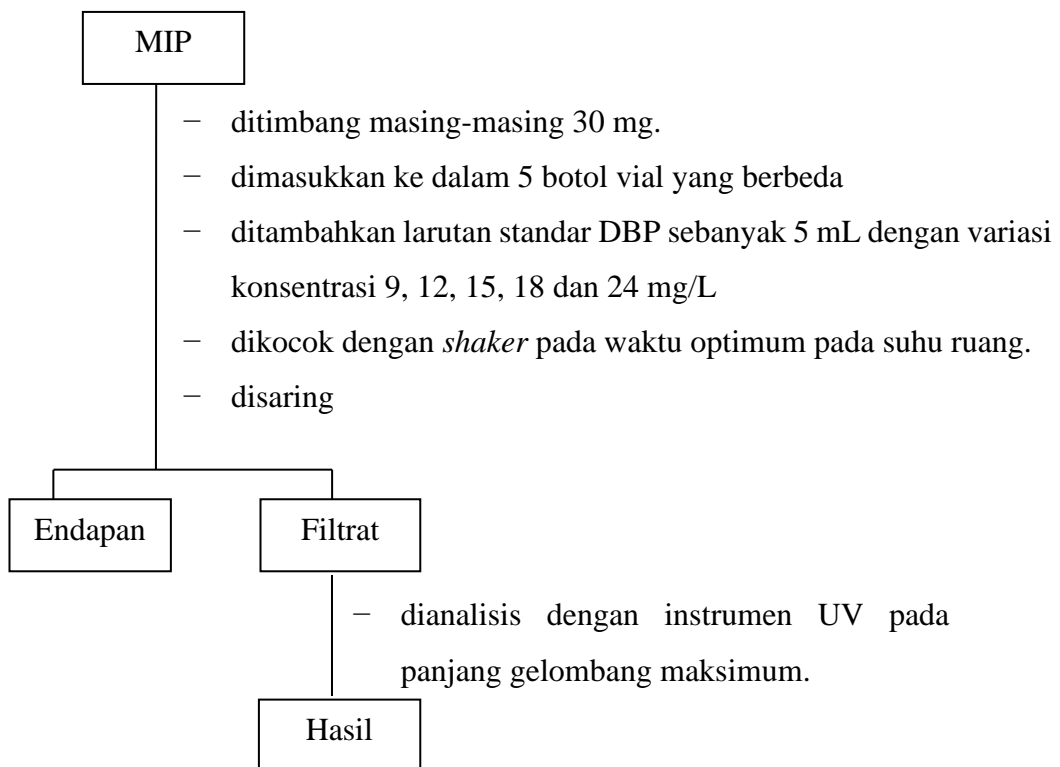 MIP
− ditimbang masing-masing 30 mg.
− dimasukkan ke dalam 5 botol vial yang berbeda
− ditambahkan larutan standar DBP sebanyak 5 mL dengan variasi
konsentrasi 9, 12, 15, 18 dan 24 mg/L
− dikocok dengan shaker pada waktu optimum pada suhu ruang.
− disaring
Endapan
Filtrat
− dianalisis dengan instrumen UV pada
panjang gelombang maksimum.
Hasil